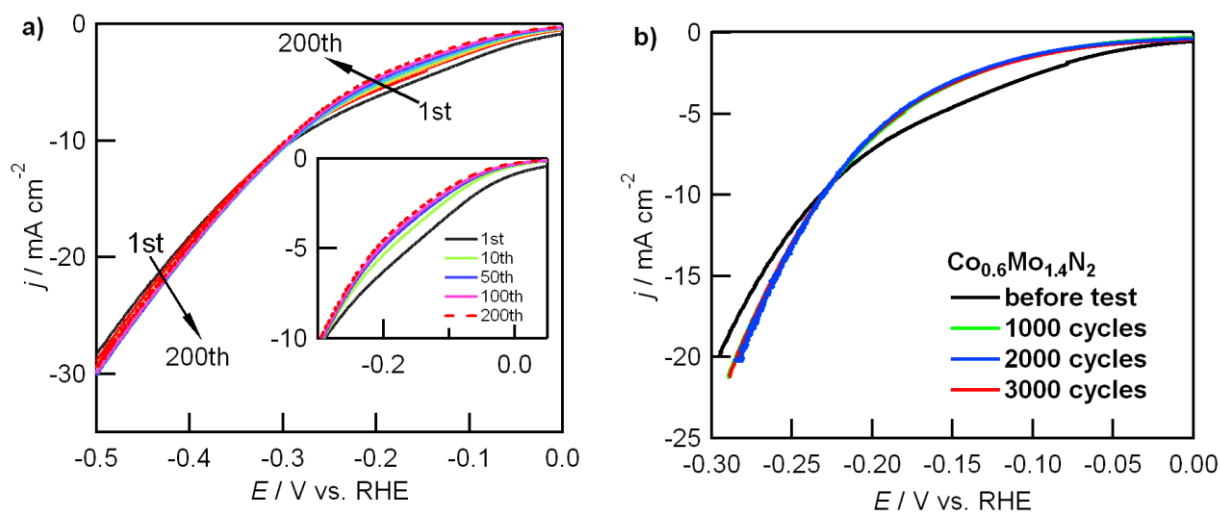 a)
0
-10
-20
-30
j / mA cm-2
200th
1st
1st
200th
0
-5
-10
-0.2
0.0
1st
10th
50th
100th
200th
-0.5
-0.4
-0.3
-0.2
-0.1
0.0
E / V vs. RHE
b)
0
-5
-10
-15
-20
-25
j / mA cm-2
Co0.6Mo1.4N2
before test
1000 cycles
2000 cycles
3000 cycles
-0.30
-0.25
-0.20
-0.15
-0.10
-0.05
0.00
E / V vs. RHE